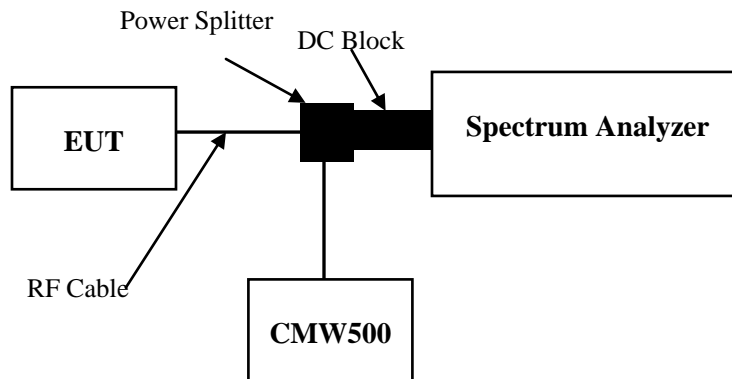 Power Splitter
DC Block
EUT
Spectrum Analyzer
RF Cable
CMW500